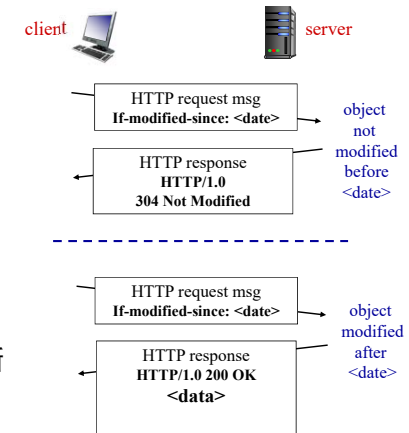 client
server
HTTP request msg
If-modified-since: <date>
object
not
modified
before
<date>
HTTP response
HTTP/1.0
304 Not Modified
HTTP request msg
If-modified-since: <date>
object
modified
after
<date>
HTTP response
HTTP/1.0 200 OK
<data>